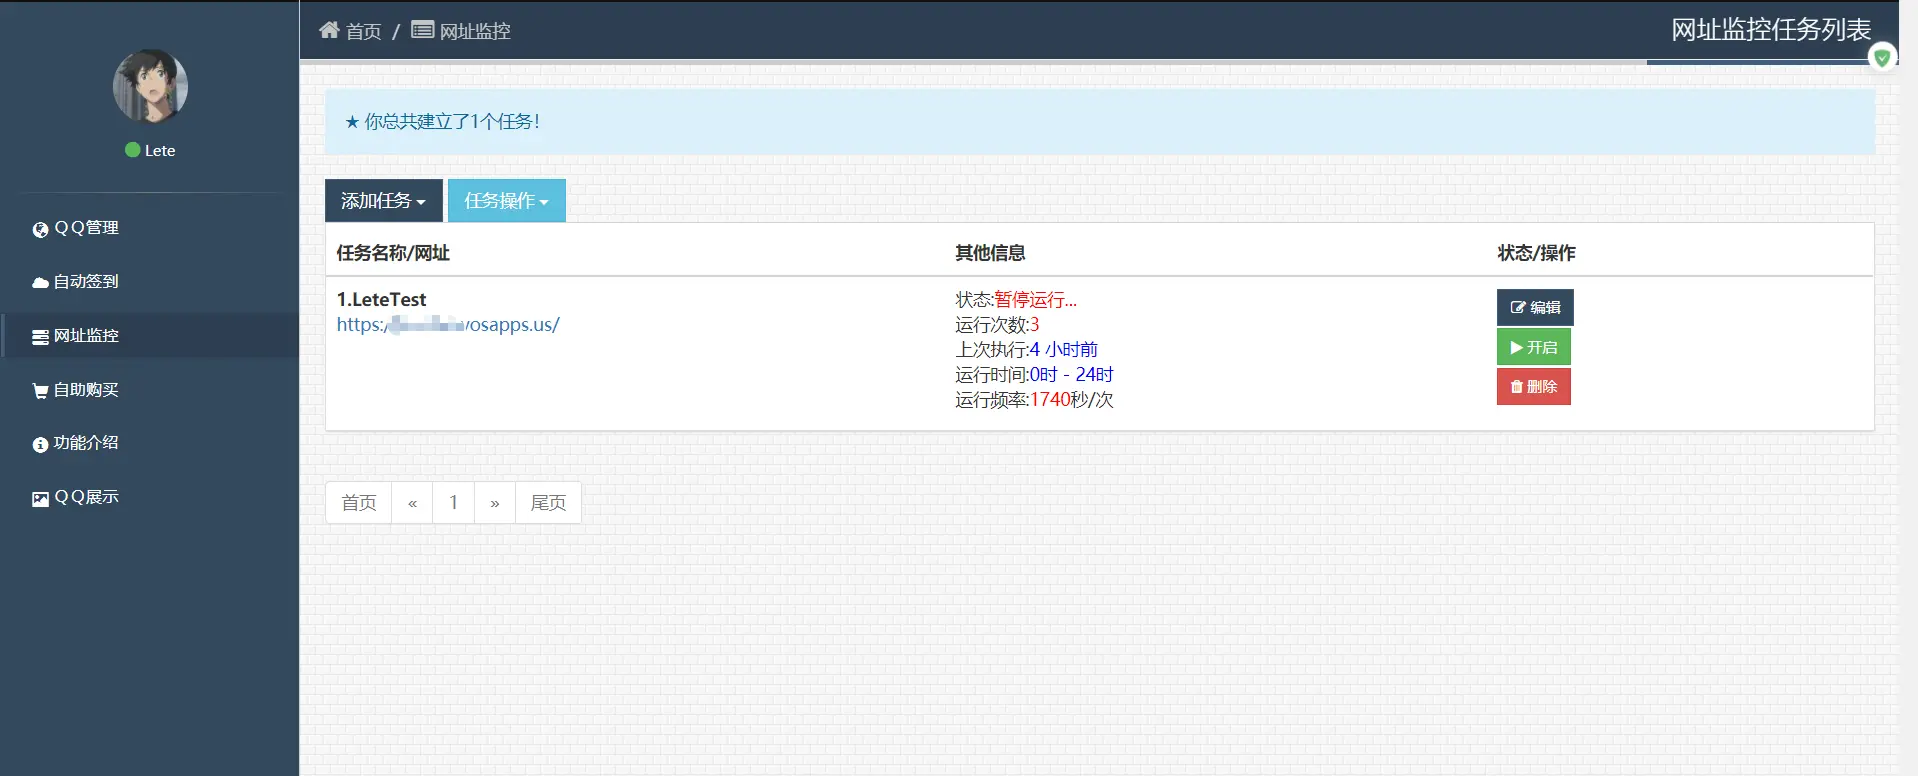 首页 / 网址监控
网址监控任务列表
Lete
QQ管理
自动签到
网址监控
自助购买
功能介绍
QQ展示
★ 你总共建立了1个任务！
添加任务
任务操作
任务名称/网址
其他信息
状态/操作
1.LeteTest
https:/
osapps.us/
状态:暂停运行...
运行次数:3
上次执行:4 小时前
运行时间:0时 - 24时
运行频率:1740秒/次
编辑
开启
删除
首页 « 1 » 尾页